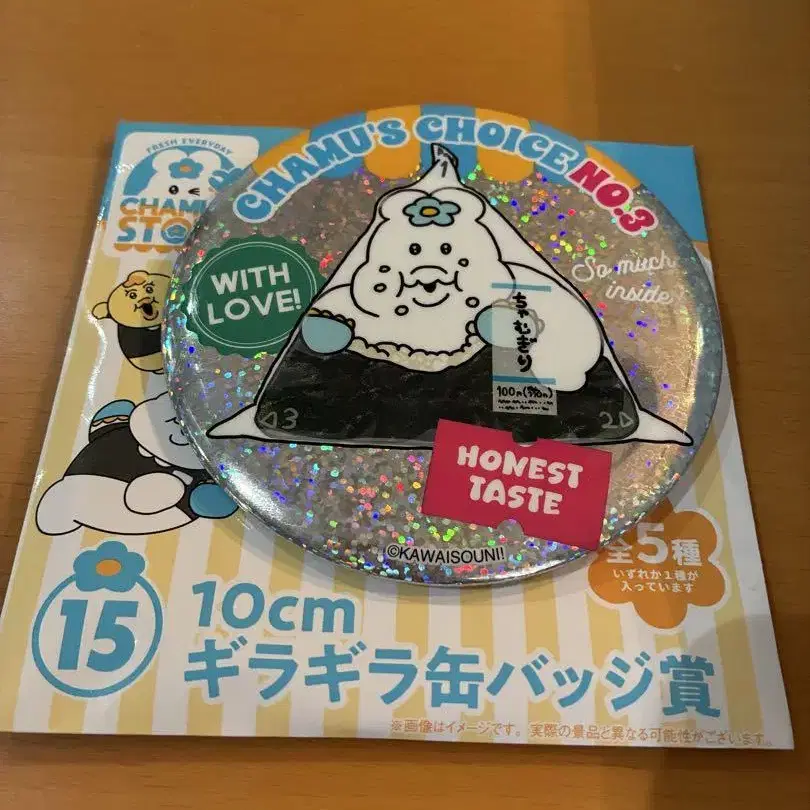 FRESH EVERYDAY
CHAMU'S CHOICE NO.3
1
WITH
LOVE!
So much
inside
ちゃむぎり
100円
◁3
2▷
HONEST
TASTE
©KAWAISOUNI!
全5種
いずれか1種が
入っています
15
10cm
ギラギラ缶バッジ賞
※画像はイメージです。実際の景品と異なる可能性がございます。